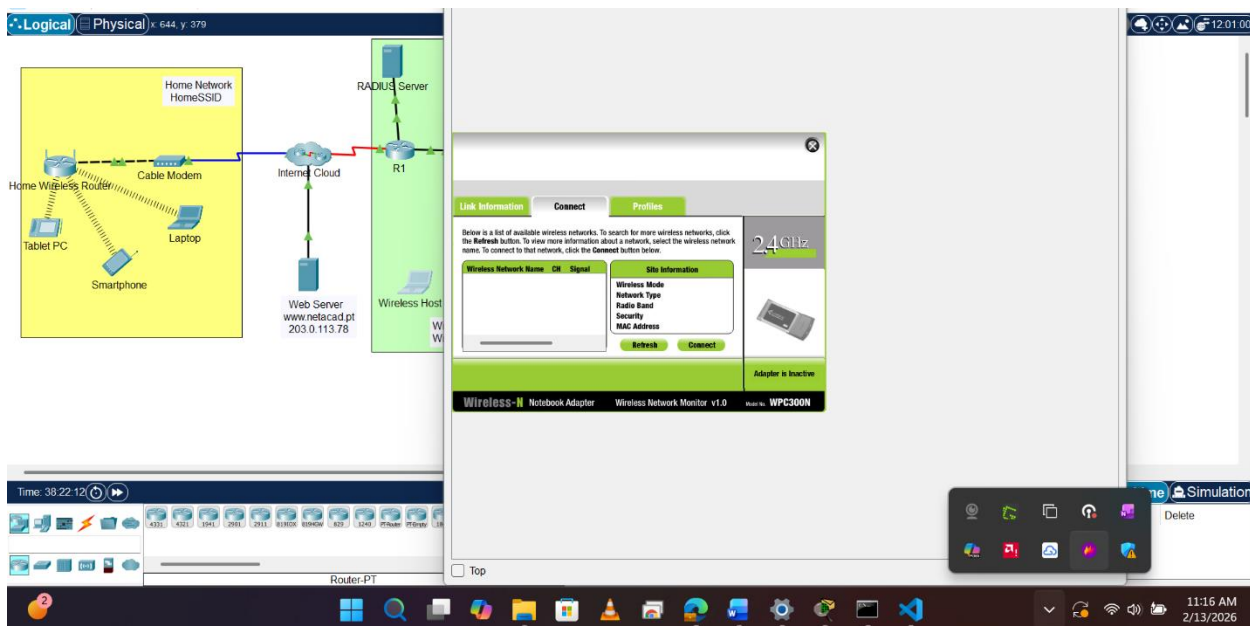 Logical
Physical
x: 644, y: 379
12:01:00
Home Network
HomeSSID
RADIUS Server
Home Wireless Router
Cable Modem
Internet Cloud
R1
Tablet PC
Laptop
Smartphone
Web Server
www.netacad.pt
203.0.113.78
Wireless Host
Wi
Wi
Link Information
Connect
Profiles
Below is a list of available wireless networks. To search for more wireless networks, click
the Refresh button. To view more information about a network, select the wireless network
name. To connect to that network, click the Connect button below.
2.4GHz
Wireless Network Name CH Signal
Site Information
Wireless Mode
Network Type
Radio Band
Security
MAC Address
Refresh
Connect
Adapter is Inactive
Wireless-N Notebook Adapter
Wireless Network Monitor v1.0
Model No. WPC300N
Time: 38:22:12
me
Simulation
4331
4321
1941
2901
2911
819IOX
819HGW
829
1240
PT-Router
PT-Empty
Delete
Router-PT
Top
2
11:16 AM
2/13/2026